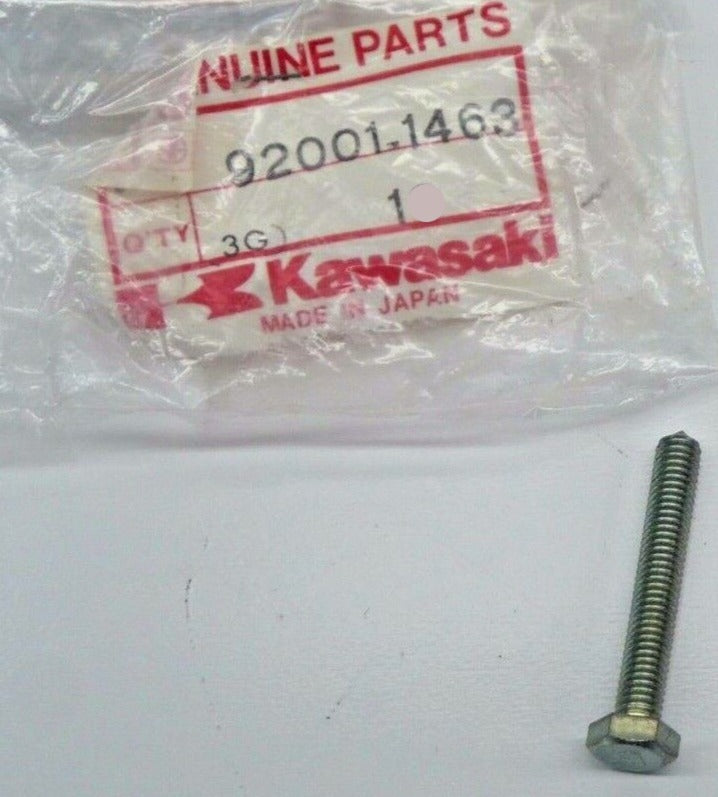 NUINE PARTS
92001-1463
Q'TY 3G) 1
Kawasaki
MADE IN JAPAN